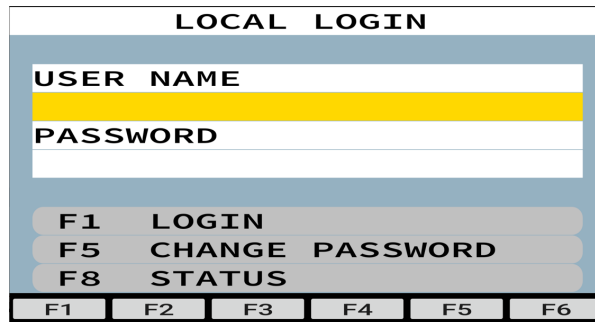 LOCAL LOGIN
USER NAME
PASSWORD
F1 LOGIN
F5 CHANGE PASSWORD
F8 STATUS
F1 F2 F3 F4 F5 F6